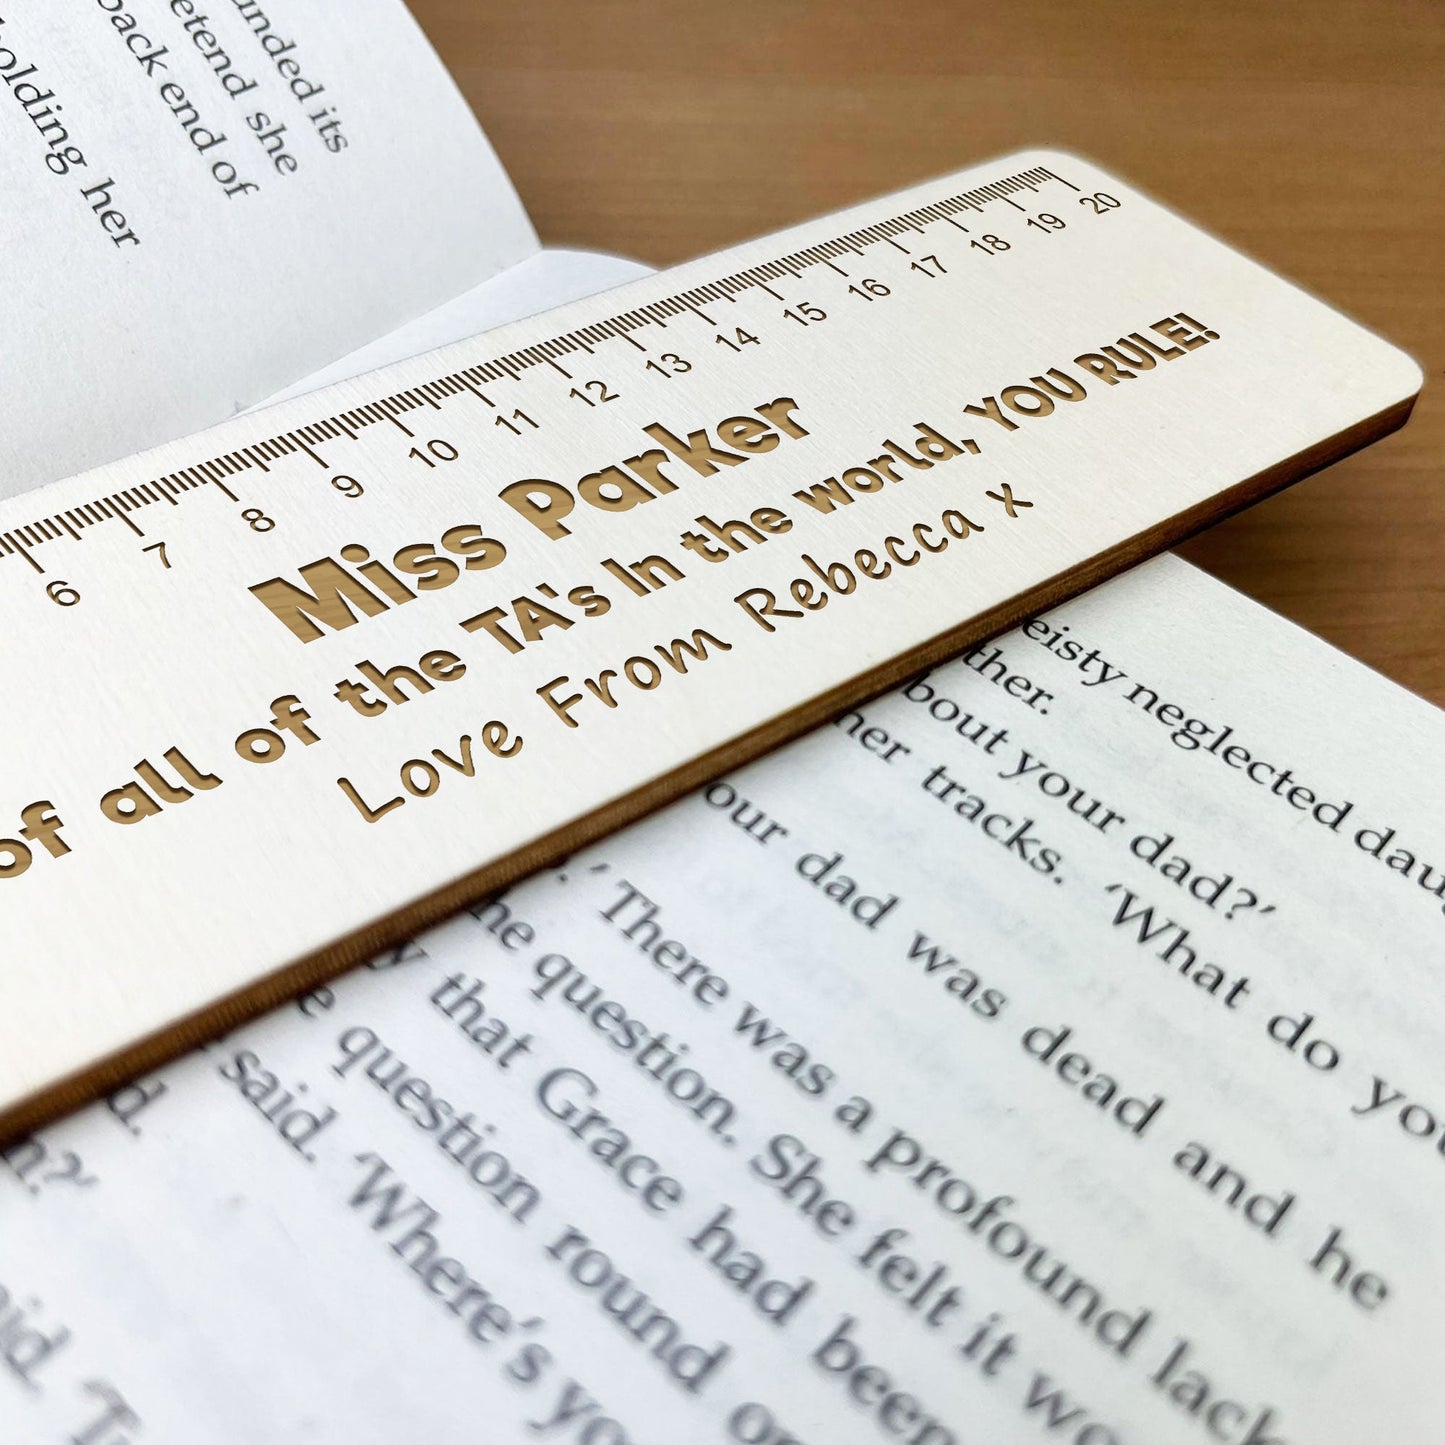 unded its
etend she
back end of
olding her
6 7 8 9 10 11 12 13 14 15 16 17 18 19 20
Miss Parker
of all of the TA's In the world, YOU RULE!
Love From Rebecca x
eisty neglected
ther.
bout your dad?'
her tracks. 'What do you
our dad was dead and he
.' There was a profound lack
he question. She felt it
that Grace had been
e question round
said. 'Where's
d.